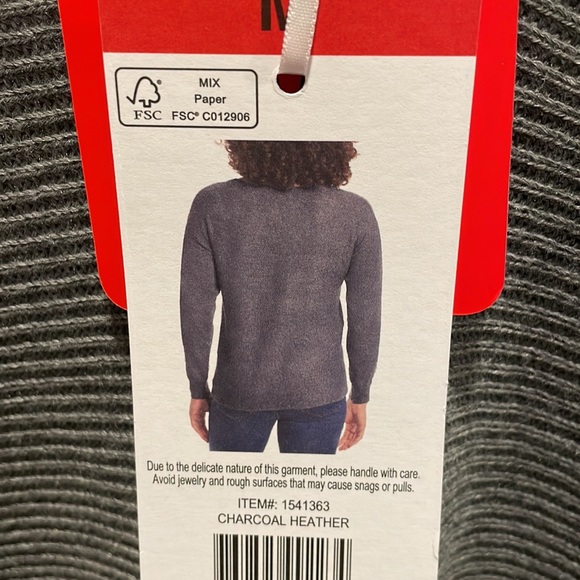 M
MIX
Paper
FSC
FSC® C012906
Due to the delicate nature of this garment, please handle with care.
Avoid jewelry and rough surfaces that may cause snags or pulls.
ITEM#: 1541363
CHARCOAL HEATHER